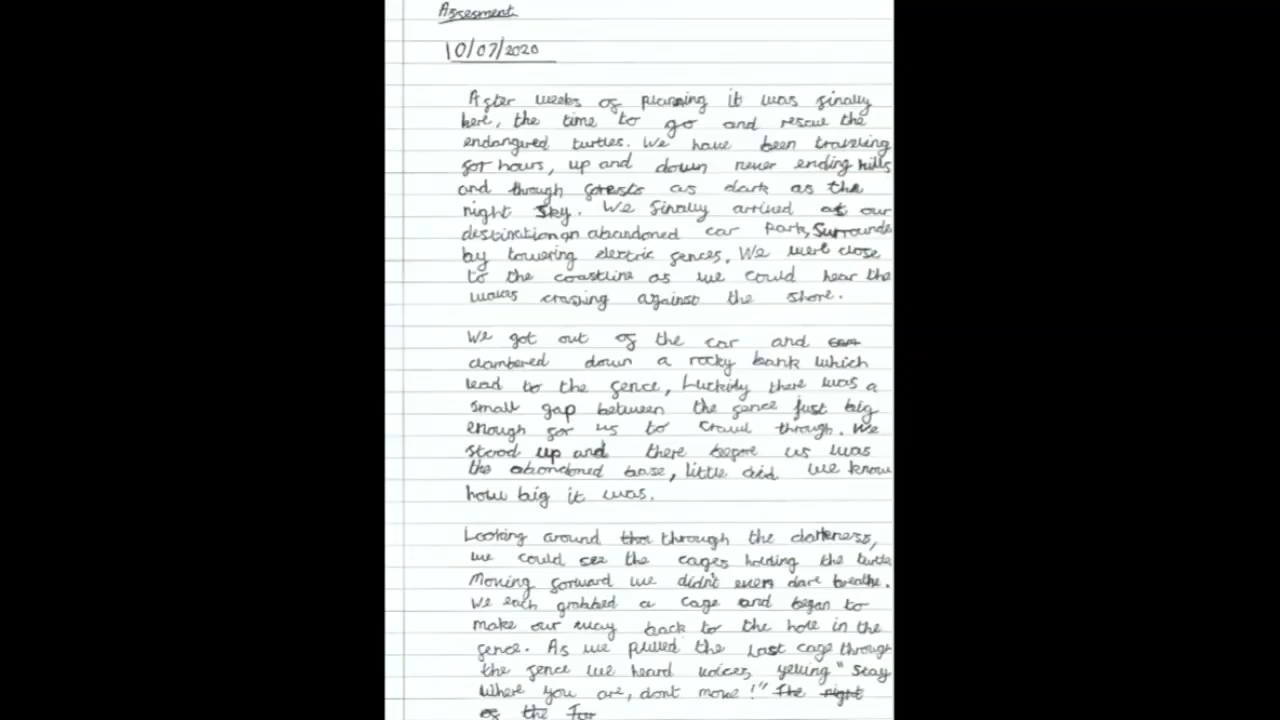 Assesment
10/07/2020
After weeks of planning it was finally
here, the time to go and rescue the
endangered turtles. We have been traveling
for hours, up and down never ending hills
and through forests as dark as the
night sky. We finally arrived at our
destination an abandoned car park, surrounde
by towering electric fences. We were close
to the coastline as we could hear the
waves crashing against the shore.
We got out of the car and
clambered down a rocky bank which
lead to the fence, Luckidy there was a
small gap between the fence just big
enough for us to crawl through. We
stood up and there before us was
the abandoned base, little did we know
how big it was.
Looking around tho through the darkness,
we could see the cages holding the turtle
Moving forward we didn't even dare breathe.
We each grabbed a cage and began to
make our way back to the hole in the
fence. As we pulled the last cage through
the fence we heard voices, yelling "Stay
Where you are, dont move!" The right
of the For